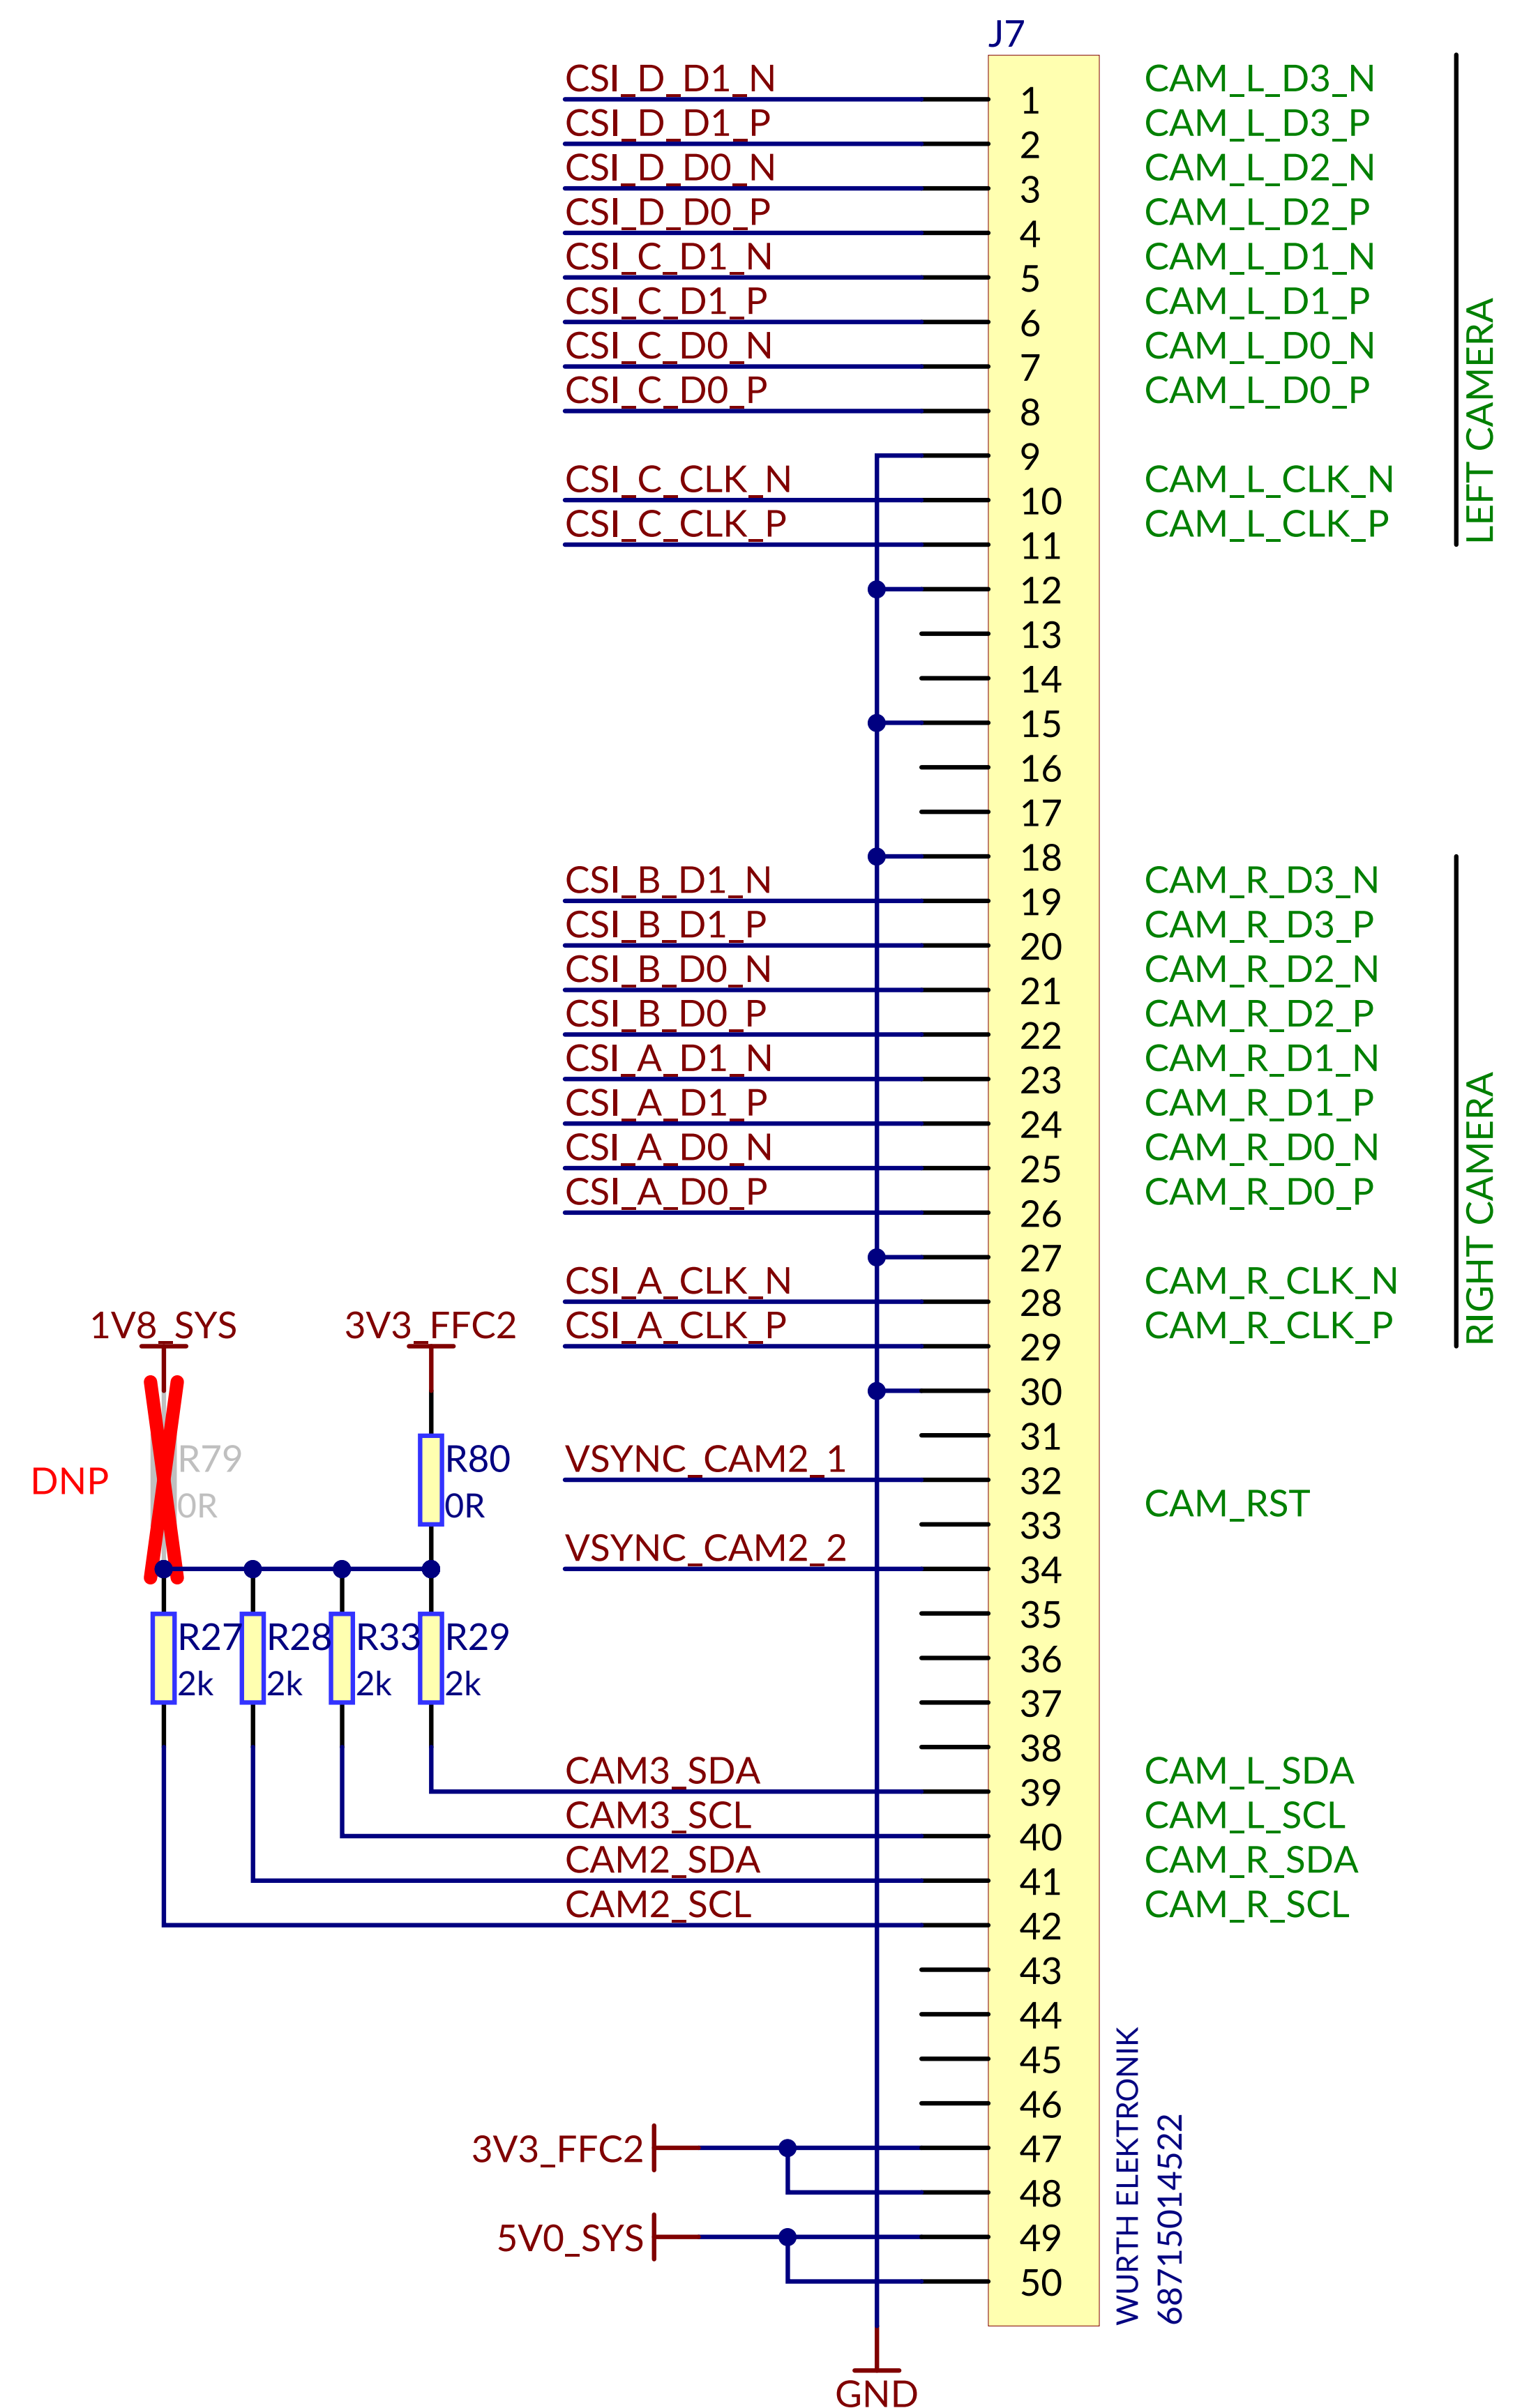 J7
CSI_D_D1_N 1 CAM_L_D3_N
CSI_D_D1_P 2 CAM_L_D3_P
CSI_D_D0_N 3 CAM_L_D2_N
CSI_D_D0_P 4 CAM_L_D2_P
CSI_C_D1_N 5 CAM_L_D1_N
CSI_C_D1_P 6 CAM_L_D1_P
CSI_C_D0_N 7 CAM_L_D0_N
CSI_C_D0_P 8 CAM_L_D0_P
9
CSI_C_CLK_N 10 CAM_L_CLK_N
CSI_C_CLK_P 11 CAM_L_CLK_P
LEFT CAMERA
12
13
14
15
16
17
18
CSI_B_D1_N 19 CAM_R_D3_N
CSI_B_D1_P 20 CAM_R_D3_P
CSI_B_D0_N 21 CAM_R_D2_N
CSI_B_D0_P 22 CAM_R_D2_P
CSI_A_D1_N 23 CAM_R_D1_N
CSI_A_D1_P 24 CAM_R_D1_P
CSI_A_D0_N 25 CAM_R_D0_N
CSI_A_D0_P 26 CAM_R_D0_P
27
CSI_A_CLK_N 28 CAM_R_CLK_N
CSI_A_CLK_P 29 CAM_R_CLK_P
RIGHT CAMERA
1V8_SYS 3V3_FFC2
30
31
VSYNC_CAM2_1 32
CAM_RST
33
VSYNC_CAM2_2 34
DNP
R79
0R
R80
0R
35
36
37
38
R27
2k
R28
2k
R33
2k
R29
2k
CAM3_SDA 39 CAM_L_SDA
CAM3_SCL 40 CAM_L_SCL
CAM2_SDA 41 CAM_R_SDA
CAM2_SCL 42 CAM_R_SCL
43
44
45
46
3V3_FFC2 47
48
5V0_SYS 49
50
WURTH ELEKTRONIK
68715014522
GND